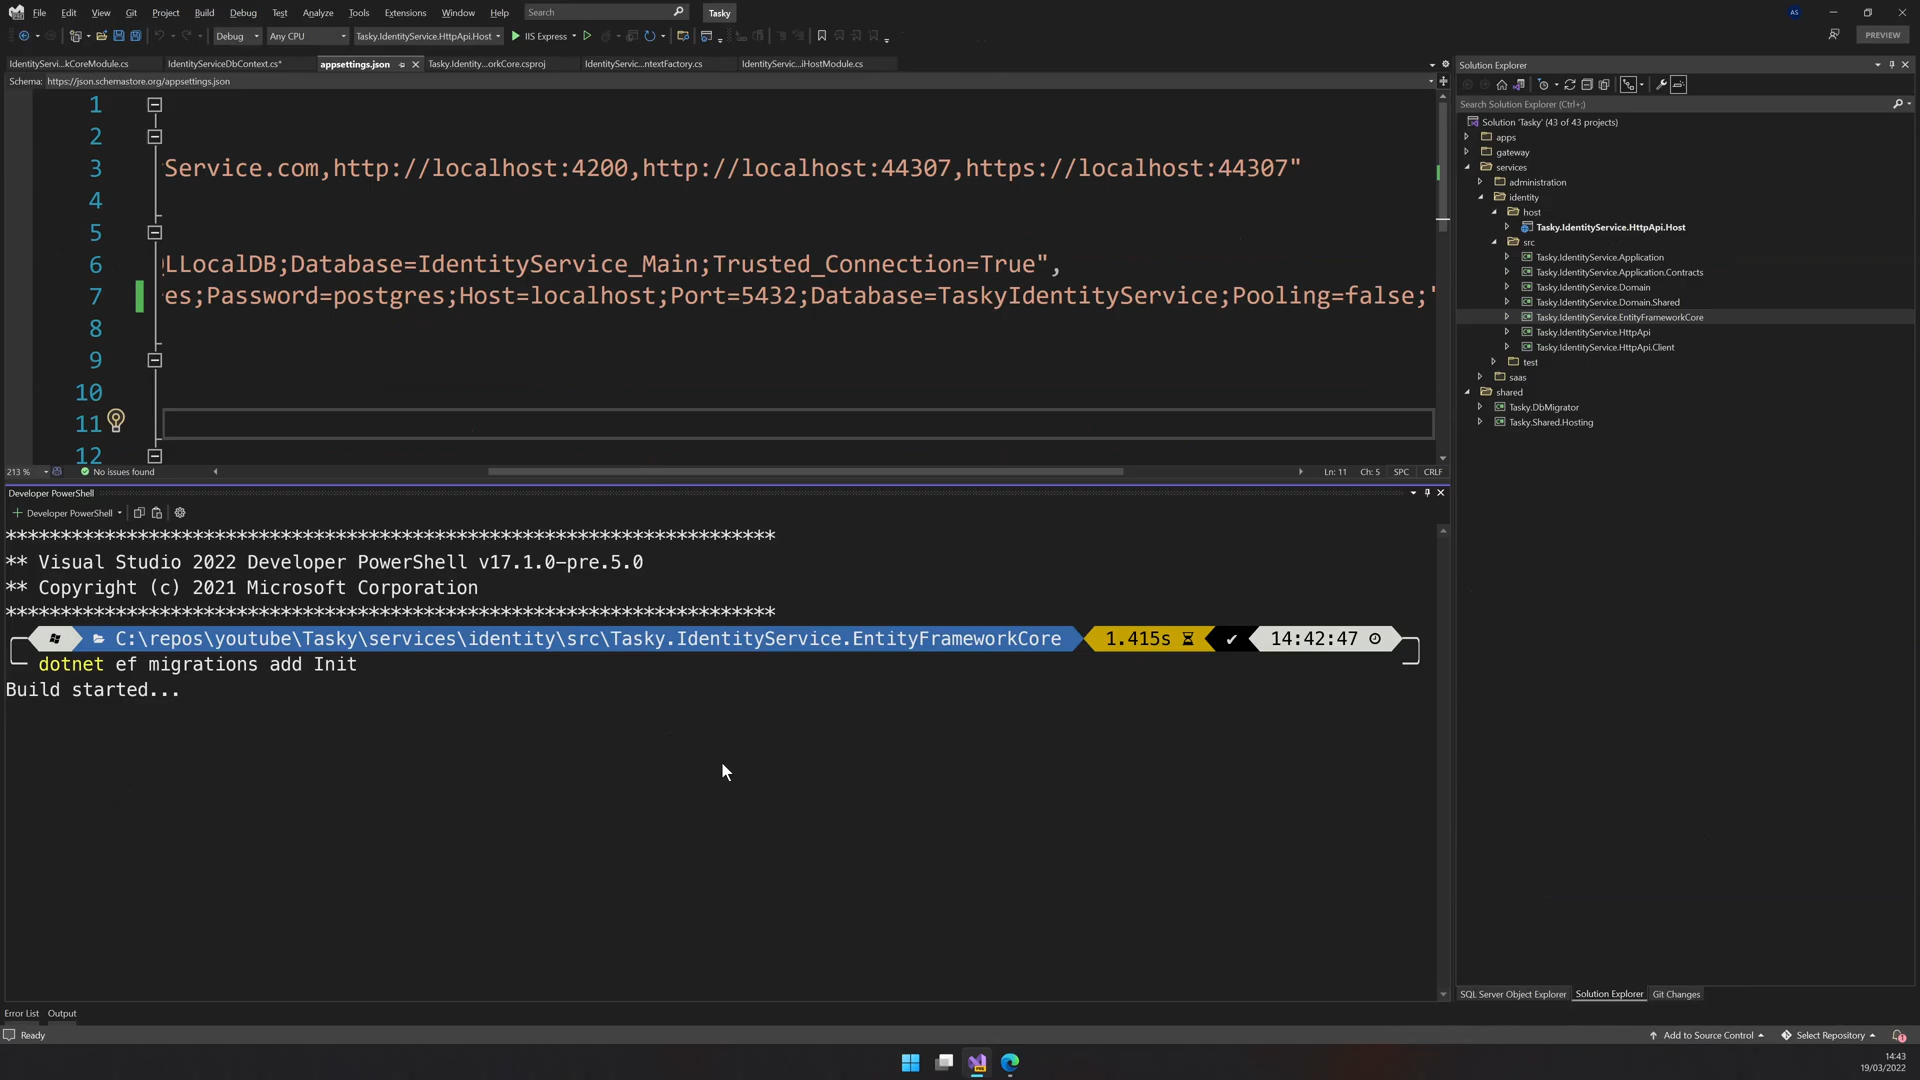 File Edit View Git Project Build Debug Test Analyze Tools Extensions Window Help Search Tasky AS
Debug Any CPU Tasky.IdentityService.HttpApi.Host IIS Express PREVIEW
IdentityServi...kCoreModule.cs IdentityServiceDbContext.cs* appsettings.json Tasky.Identity...orkCore.csproj IdentityServic...ntextFactory.cs IdentityServic...iHostModule.cs
Schema: https://json.schemastore.org/appsettings.json
1
2
3 Service.com,http://localhost:4200,http://localhost:44307,https://localhost:44307"
4
5
6 LLocalDB;Database=IdentityService_Main;Trusted_Connection=True",
7 es;Password=postgres;Host=localhost;Port=5432;Database=TaskyIdentityService;Pooling=false;"
8
9
10
11
12
213 % No issues found Ln: 11 Ch: 5 SPC CRLF
Developer PowerShell
+ Developer PowerShell
**********************************************************************
** Visual Studio 2022 Developer PowerShell v17.1.0-pre.5.0
** Copyright (c) 2021 Microsoft Corporation
**********************************************************************
C:\repos\youtube\Tasky\services\identity\src\Tasky.IdentityService.EntityFrameworkCore 1.415s ✔ 14:42:47
dotnet ef migrations add Init
Build started...
Error List Output
Ready
Solution Explorer
Search Solution Explorer (Ctrl+;)
Solution 'Tasky' (43 of 43 projects)
apps
gateway
services
administration
identity
host
Tasky.IdentityService.HttpApi.Host
src
Tasky.IdentityService.Application
Tasky.IdentityService.Application.Contracts
Tasky.IdentityService.Domain
Tasky.IdentityService.Domain.Shared
Tasky.IdentityService.EntityFrameworkCore
Tasky.IdentityService.HttpApi
Tasky.IdentityService.HttpApi.Client
test
saas
shared
Tasky.DbMigrator
Tasky.Shared.Hosting
SQL Server Object Explorer Solution Explorer Git Changes
Add to Source Control Select Repository
14:43
19/03/2022